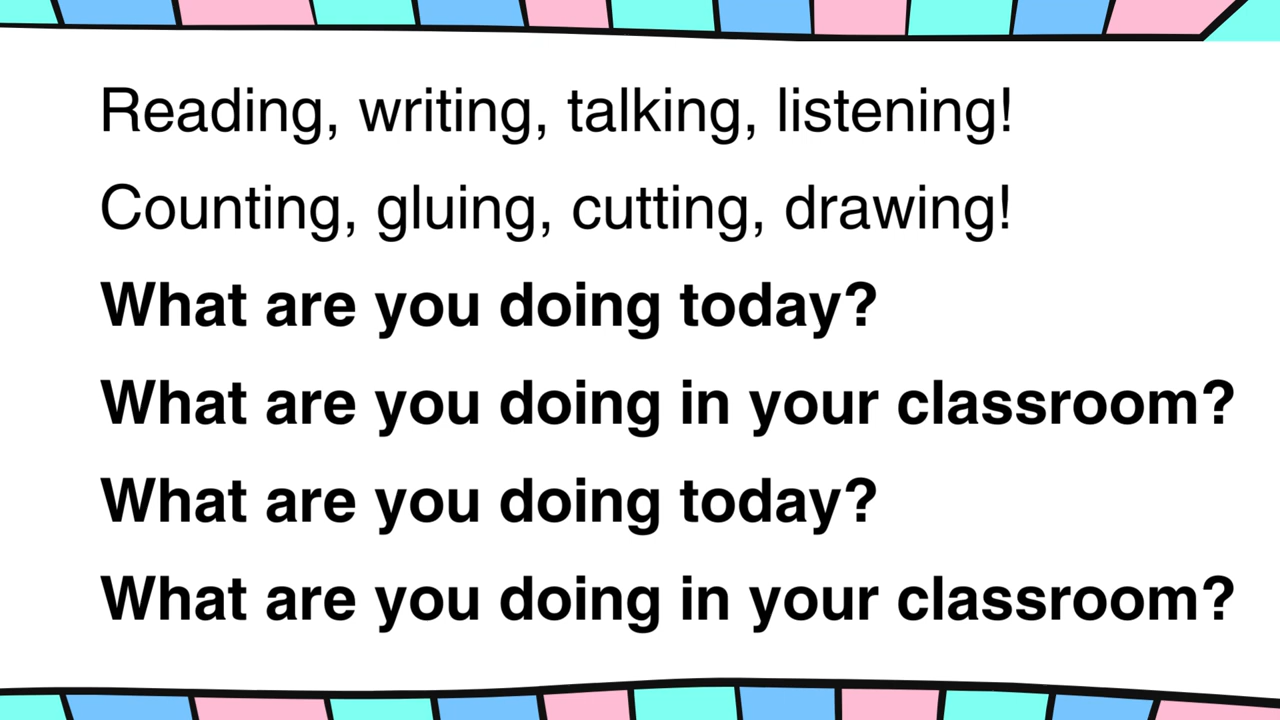 Reading, writing, talking, listening!
Counting, gluing, cutting, drawing!
What are you doing today?
What are you doing in your classroom?
What are you doing today?
What are you doing in your classroom?